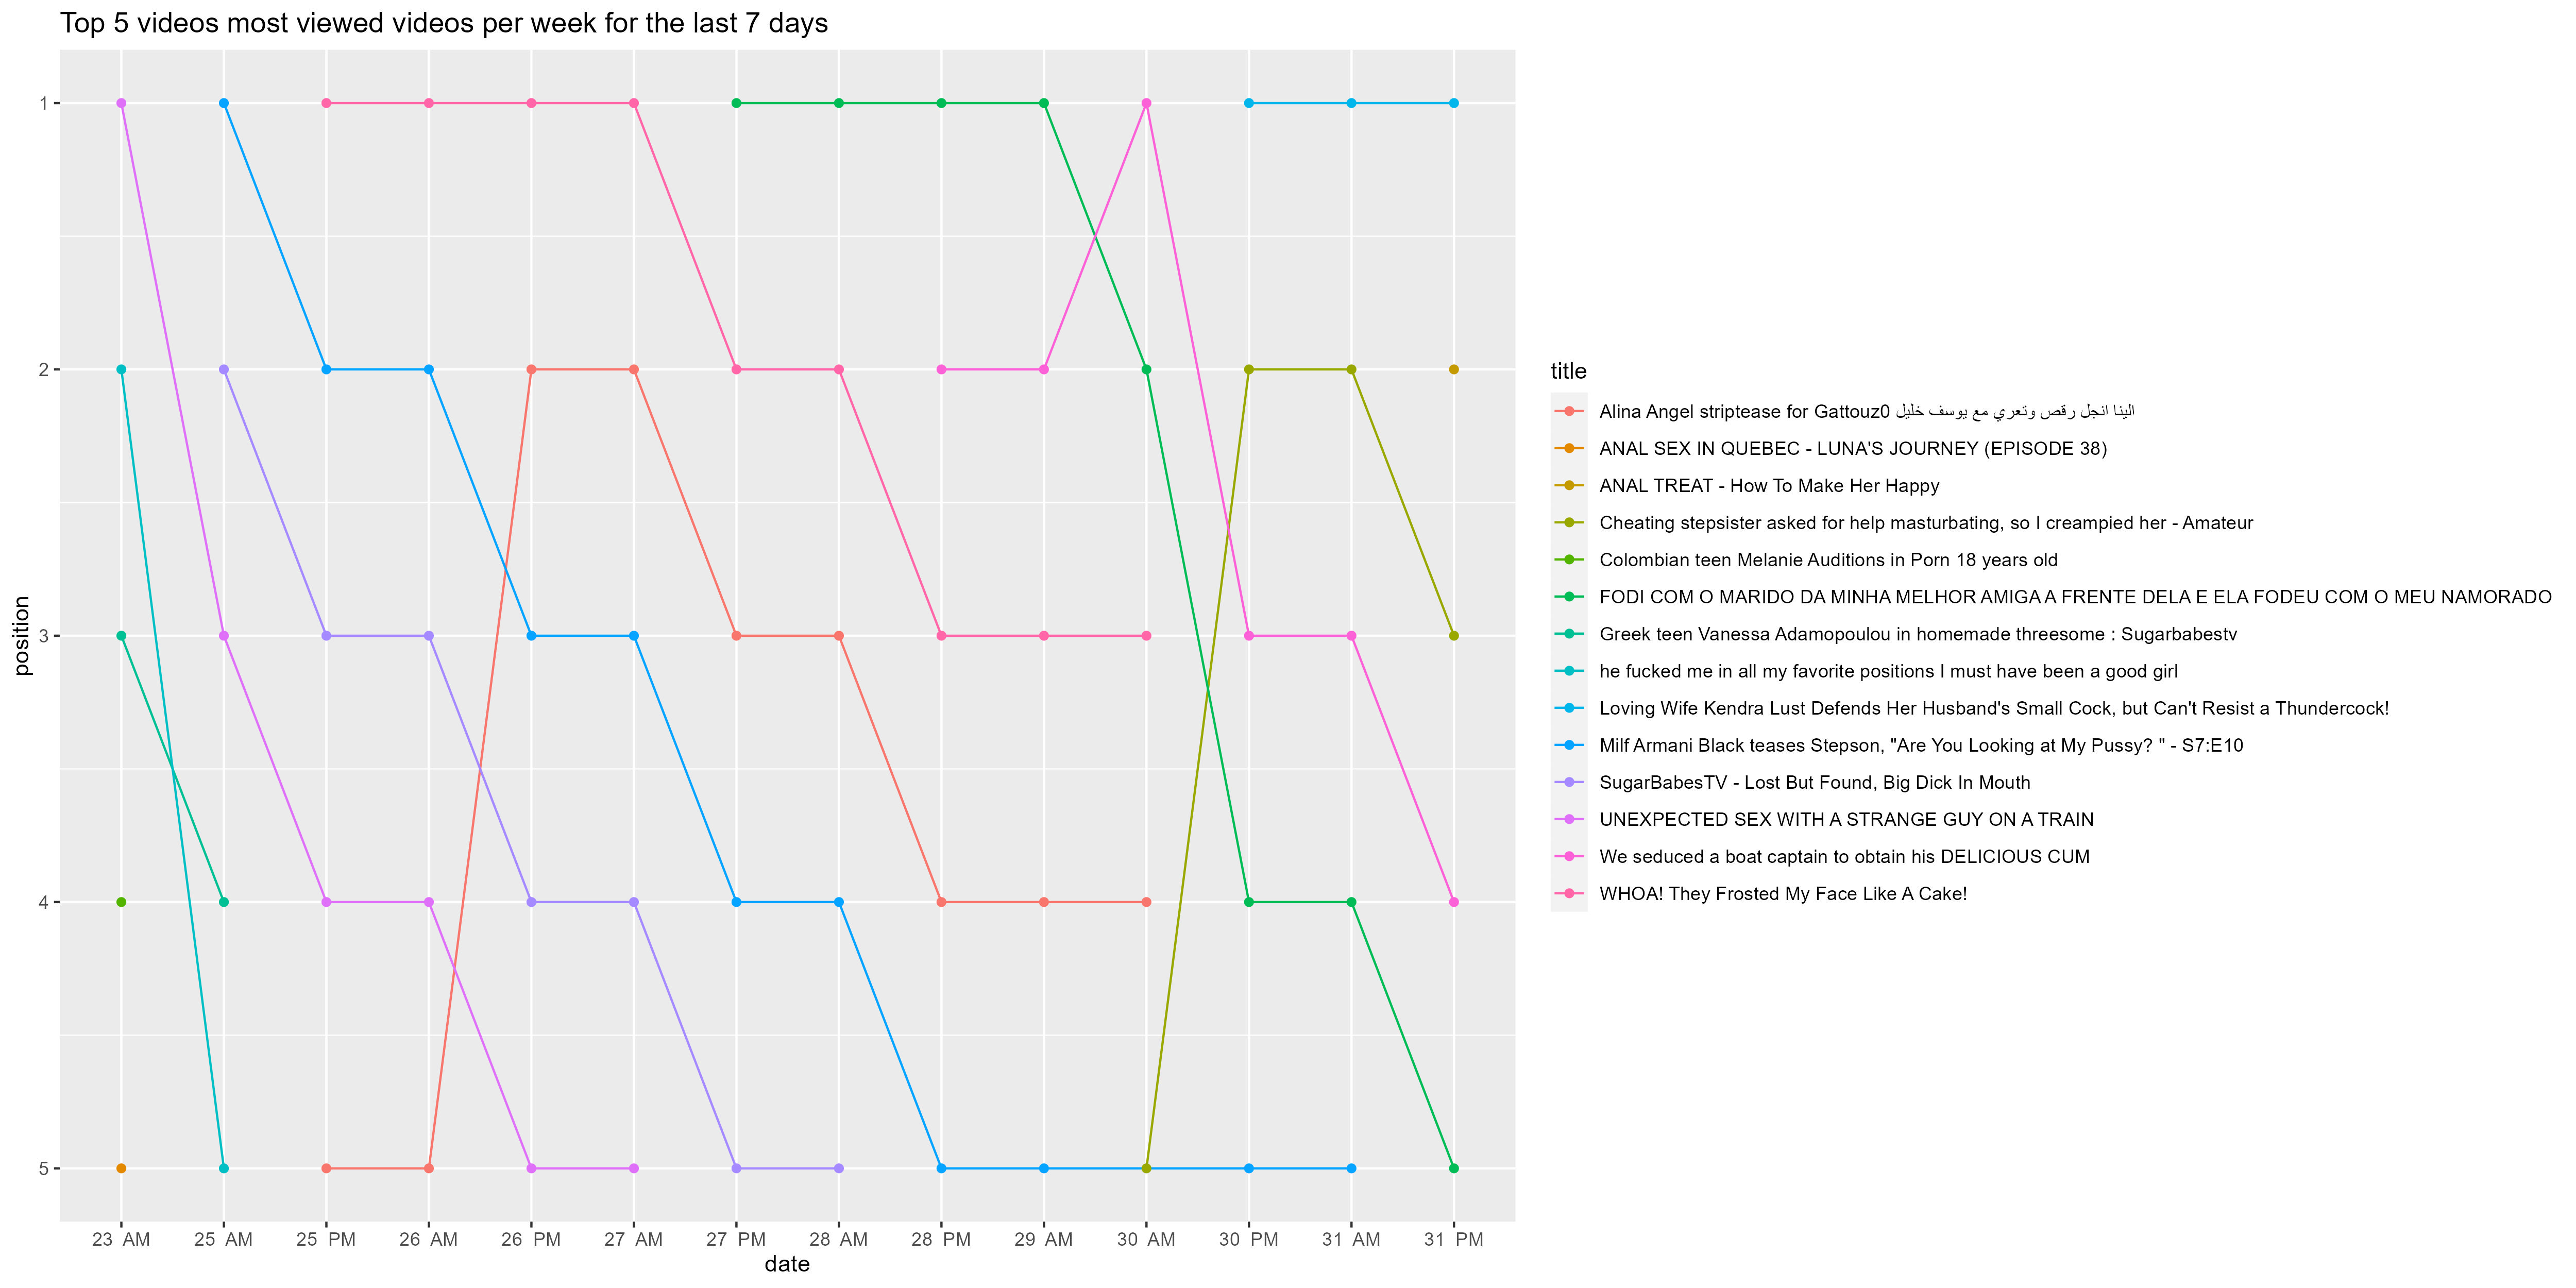 Top 5 videos most viewed videos per week for the last 7 days
position
1
2
3
4
5
23 AM
25 AM
25 PM
26 AM
26 PM
27 AM
27 PM
28 AM
28 PM
29 AM
30 AM
30 PM
31 AM
31 PM
date
title
Alina Angel striptease for Gattouz0 الينا انجل رقص وتعري مع يوسف خليل
ANAL SEX IN QUEBEC - LUNA'S JOURNEY (EPISODE 38)
ANAL TREAT - How To Make Her Happy
Cheating stepsister asked for help masturbating, so I creampied her - Amateur
Colombian teen Melanie Auditions in Porn 18 years old
FODI COM O MARIDO DA MINHA MELHOR AMIGA A FRENTE DELA E ELA FODEU COM O MEU NAMORADO
Greek teen Vanessa Adamopoulou in homemade threesome : Sugarbabestv
he fucked me in all my favorite positions I must have been a good girl
Loving Wife Kendra Lust Defends Her Husband's Small Cock, but Can't Resist a Thundercock!
Milf Armani Black teases Stepson, "Are You Looking at My Pussy? " - S7:E10
SugarBabesTV - Lost But Found, Big Dick In Mouth
UNEXPECTED SEX WITH A STRANGE GUY ON A TRAIN
We seduced a boat captain to obtain his DELICIOUS CUM
WHOA! They Frosted My Face Like A Cake!